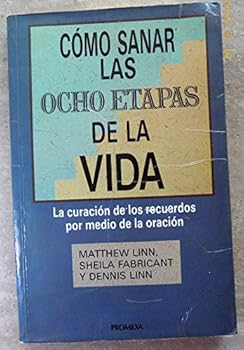 CÓMO SANAR
LAS
OCHO ETAPAS
DE LA
VIDA
La curación de los recuerdos
por medio de la oración
MATTHEW LINN,
SHEILA FABRICANT
Y DENNIS LINN
PROMEXA